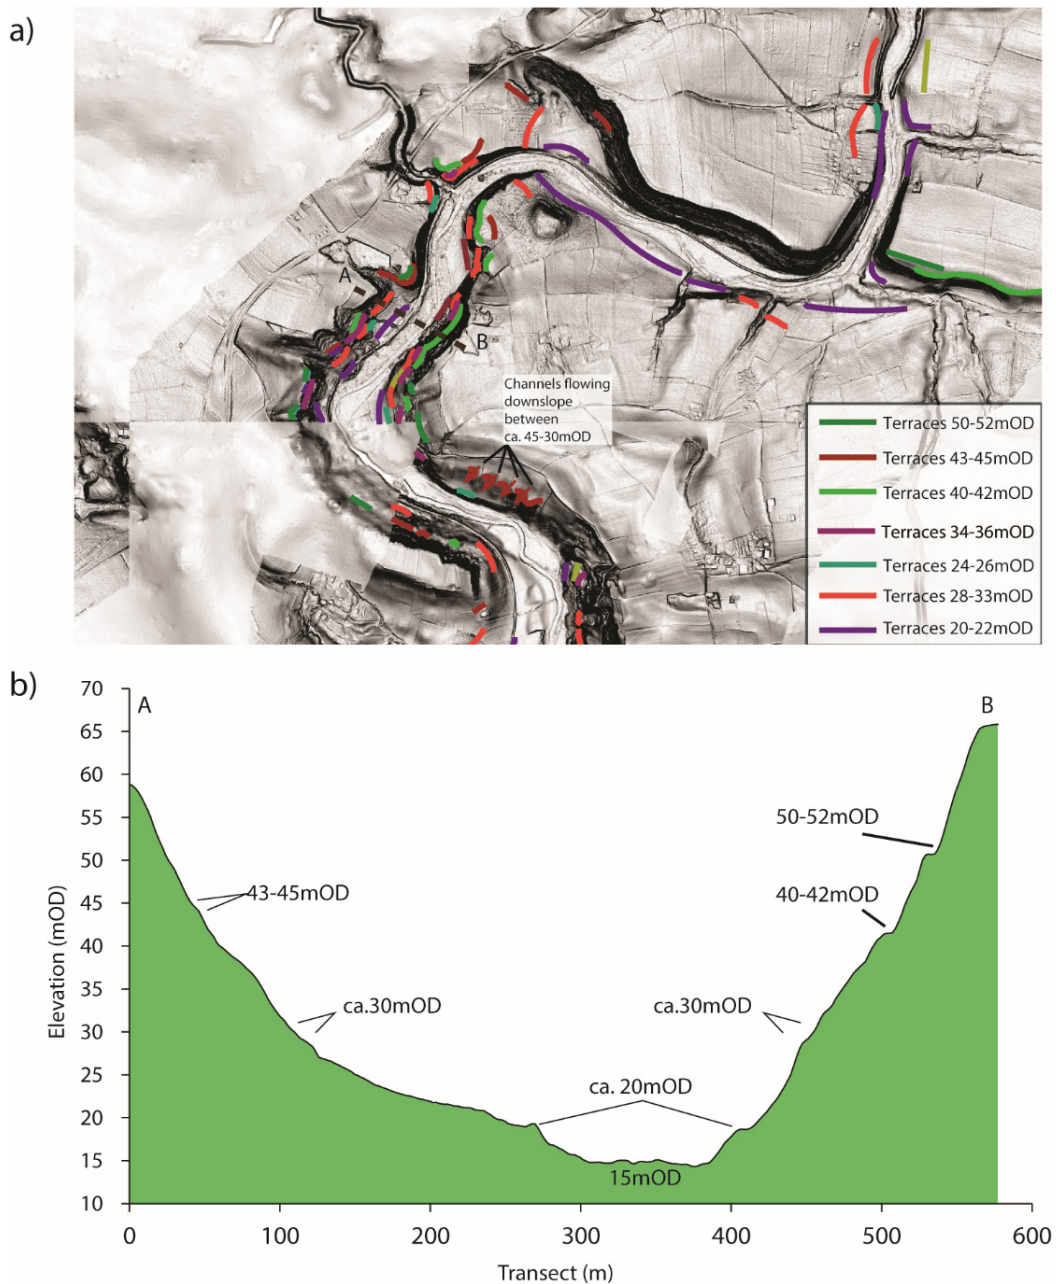 a)
A
B
Channels flowing
downslope
between
ca. 45-30mOD
Terraces 50-52mOD
Terraces 43-45mOD
Terraces 40-42mOD
Terraces 34-36mOD
Terraces 24-26mOD
Terraces 28-33mOD
Terraces 20-22mOD
b)
70
65
60
55
50
45
40
35
30
25
20
15
10
Elevation (mOD)
A
B
50-52mOD
43-45mOD
40-42mOD
ca.30mOD
ca.30mOD
ca. 20mOD
15mOD
0
100
200
300
400
500
600
Transect (m)